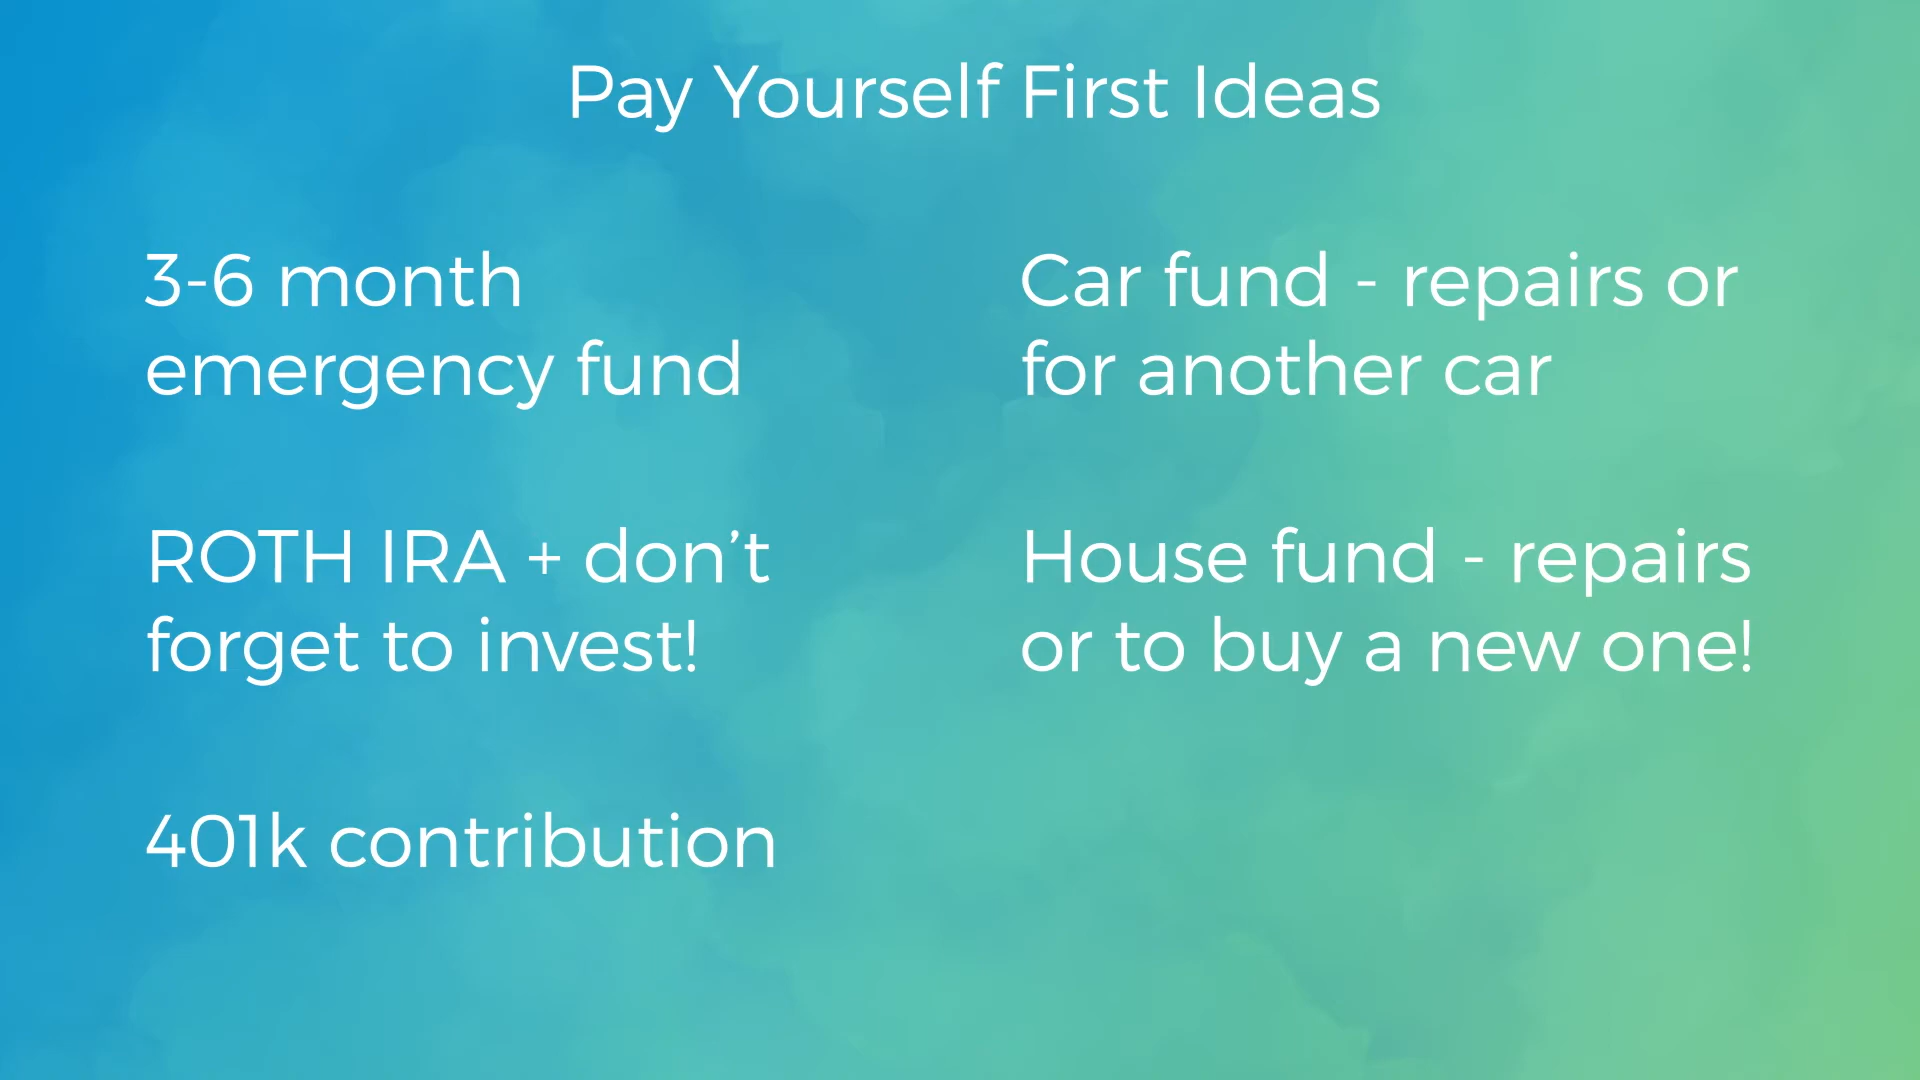 Pay Yourself First Ideas
3-6 month
emergency fund
ROTH IRA + don’t
forget to invest!
401k contribution
Car fund - repairs or
for another car
House fund - repairs
or to buy a new one!